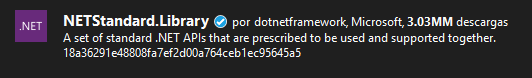 .NET
NETStandard.Library por dotnetframework, Microsoft, 3.03MM descargas
A set of standard .NET APIs that are prescribed to be used and supported together.
18a36291e48808fa7ef2d00a764ceb1ec95645a5